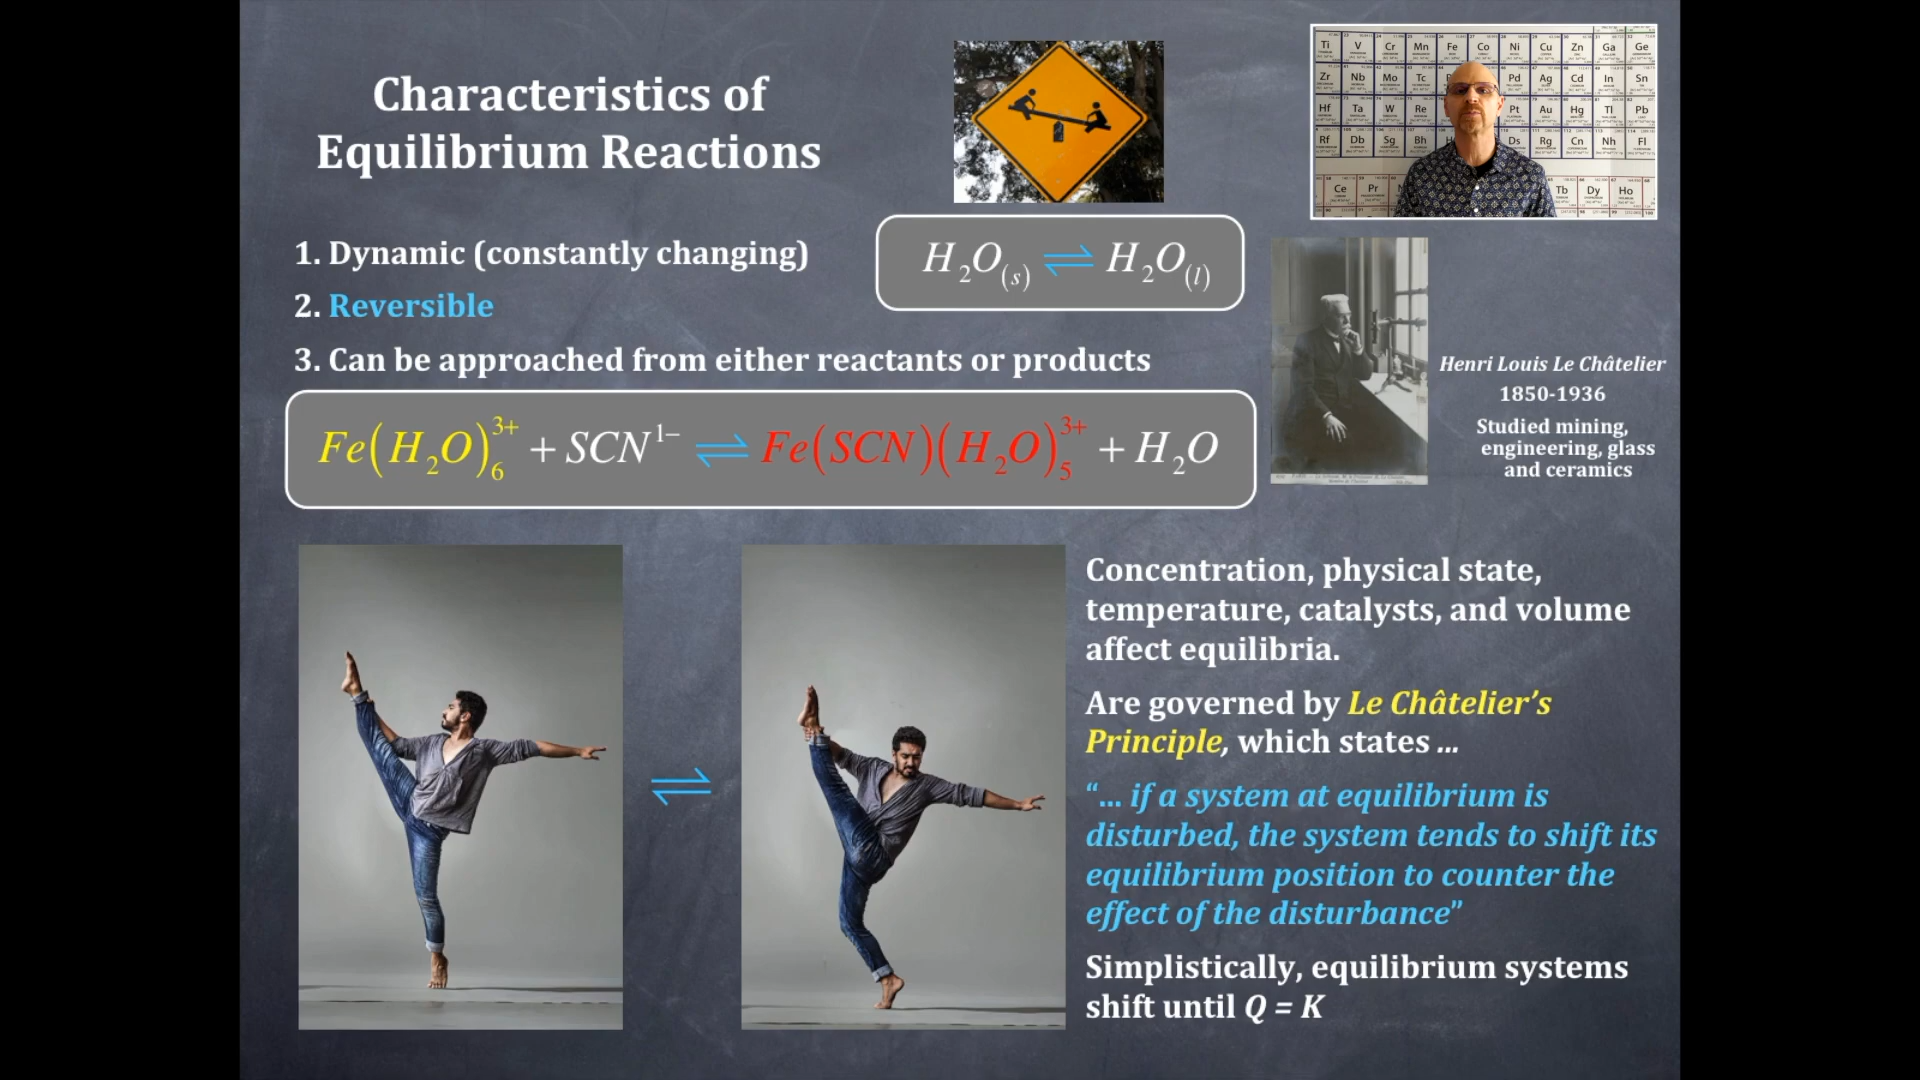 Characteristics of
Equilibrium Reactions
1. Dynamic (constantly changing)
2. Reversible
3. Can be approached from either reactants or products
H₂O(s) ⇌ H₂O(l)
Fe(H₂O)₆³⁺ + SCN¹⁻ ⇌ Fe(SCN)(H₂O)₅³⁺ + H₂O
Ti V Cr Mn Fe Co Ni Cu Zn Ga Ge
Zr Nb Mo Tc Pd Ag Cd In Sn
Hf Ta W Re Pt Au Hg Tl Pb
Rf Db Sg Bh Ds Rg Cn Nh Fl
Ce Pr Tb Dy Ho
Henri Louis Le Châtelier
1850-1936
Studied mining,
engineering, glass
and ceramics
⇌
Concentration, physical state,
temperature, catalysts, and volume
affect equilibria.
Are governed by Le Châtelier’s
Principle, which states ...
“... if a system at equilibrium is
disturbed, the system tends to shift its
equilibrium position to counter the
effect of the disturbance”
Simplistically, equilibrium systems
shift until Q = K